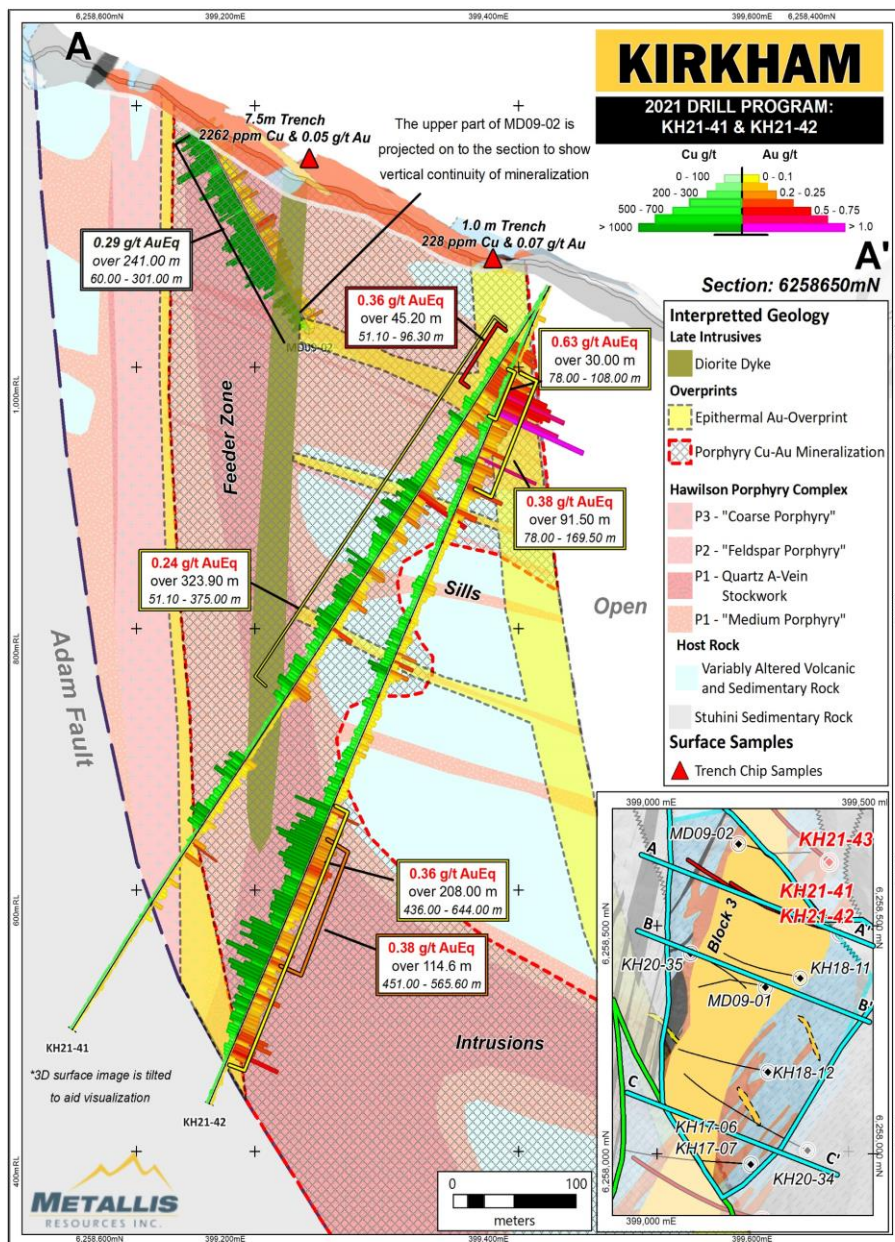 6,258,600mN
399,200mE
399,400mE
399,600mE
6,258,400mN
A
KIRKHAM
2021 DRILL PROGRAM:
KH21-41 & KH21-42
7.5m Trench
2262 ppm Cu & 0.05 g/t Au
The upper part of MD09-02 is
projected on to the section to show
vertical continuity of mineralization
Cu g/t
Au g/t
0 - 100
0 - 0.1
200 - 300
0.2 - 0.25
500 - 700
0.5 - 0.75
> 1000
> 1.0
1.0 m Trench
228 ppm Cu & 0.07 g/t Au
A'
Section: 6258650mN
0.29 g/t AuEq
over 241.00 m
60.00 - 301.00 m
0.36 g/t AuEq
over 45.20 m
51.10 - 96.30 m
0.63 g/t AuEq
over 30.00 m
78.00 - 108.00 m
MD09-02
1,000mRL
Feeder Zone
0.38 g/t AuEq
over 91.50 m
78.00 - 169.50 m
0.24 g/t AuEq
over 323.90 m
51.10 - 375.00 m
Sills
Open
800mRL
Adam Fault
Interpretted Geology
Late Intrusives
Diorite Dyke
Overprints
Epithermal Au-Overprint
Porphyry Cu-Au Mineralization
Hawilson Porphyry Complex
P3 - "Coarse Porphyry"
P2 - "Feldspar Porphyry"
P1 - Quartz A-Vein
Stockwork
P1 - "Medium Porphyry"
Host Rock
Variably Altered Volcanic
and Sedimentary Rock
Stuhini Sedimentary Rock
Surface Samples
Trench Chip Samples
0.36 g/t AuEq
over 208.00 m
436.00 - 644.00 m
600mRL
0.38 g/t AuEq
over 114.6 m
451.00 - 565.60 m
KH21-41
Intrusions
*3D surface image is tilted
to aid visualization
KH21-42
400mRL
METALLIS
RESOURCES INC.
0
100
meters
6,258,600mN
399,200mE
399,400mE
399,600mE
399,000 mE
399,500 mE
MD09-02
A
KH21-43
KH21-41
KH21-42
A'
6,258,500 mN
6,258,500 mN
B
Block 3
KH20-35
KH18-11
MD09-01
B'
KH18-12
C
KH17-06
KH17-07
C'
KH20-34
6,258,000 mN
6,258,000 mN
399,000 mE